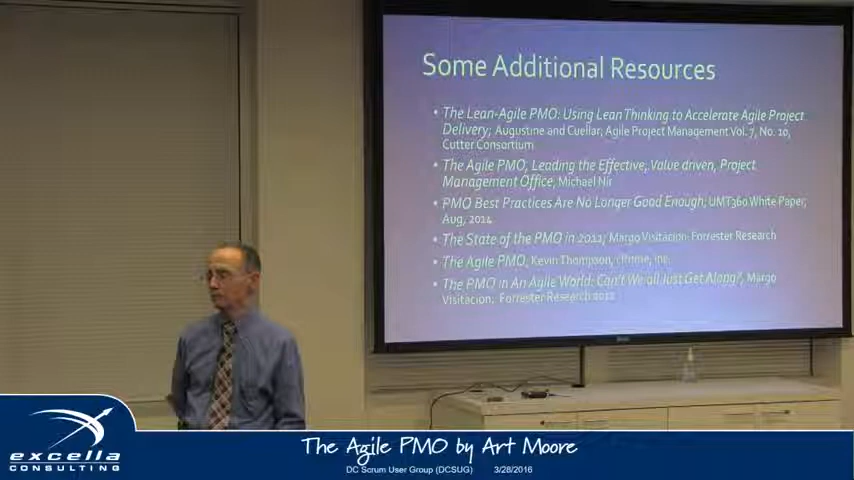 Some Additional Resources
• The Lean-Agile PMO: Using Lean Thinking to Accelerate Agile Project
Delivery; Augustine and Cuellar, Agile Project Management Vol. 7, No. 10,
Cutter Consortium
• The Agile PMO, Leading the Effective, Value driven, Project
Management Office, Michael Nir
• PMO Best Practices Are No Longer Good Enough; UMT360 White Paper,
Aug, 2014
• The State of the PMO in 2011; Margo Visitacion- Forrester Research
• The Agile PMO, Kevin Thompson, cPrime, inc.
• The PMO in An Agile World: Can't We all Just Get Along?, Margo
Visitacion, Forrester Research 2012
excella
CONSULTING
The Agile PMO by Art Moore
DC Scrum User Group (DCSUG) 3/28/2016